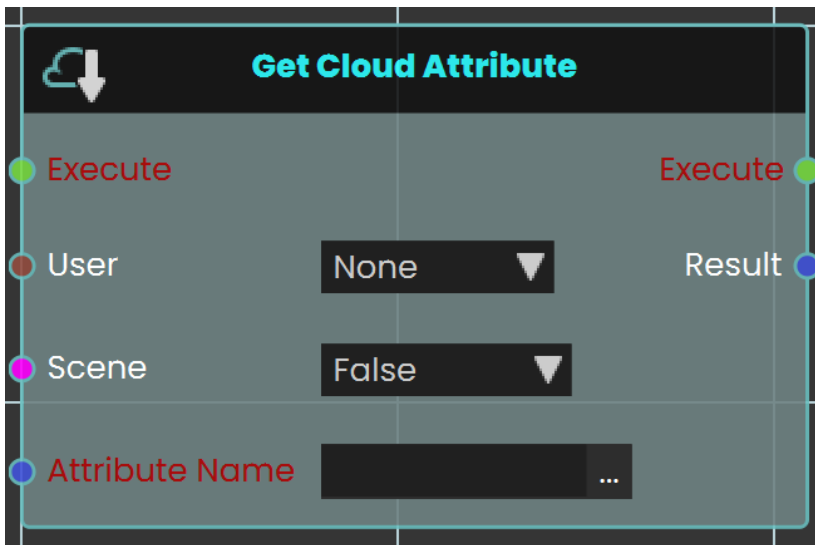 Get Cloud Attribute
Execute Execute
User None Result
Scene False
Attribute Name ...